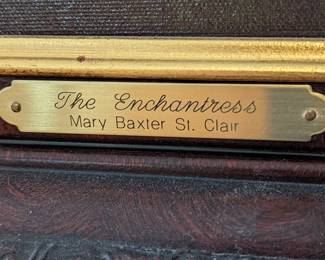 The Enchantress
Mary Baxter St. Clair